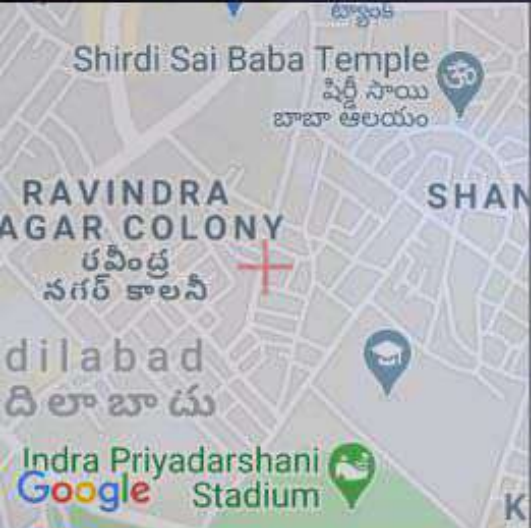 ట్యాంక్
Shirdi Sai Baba Temple
షిర్డీ సాయి
బాబా ఆలయం
RAVINDRA
AGAR COLONY
రవీంద్ర
నగర్ కాలనీ
SHAN
dilabad
ది లా బా దు
Indra Priyadarshani
Stadium
Google
K